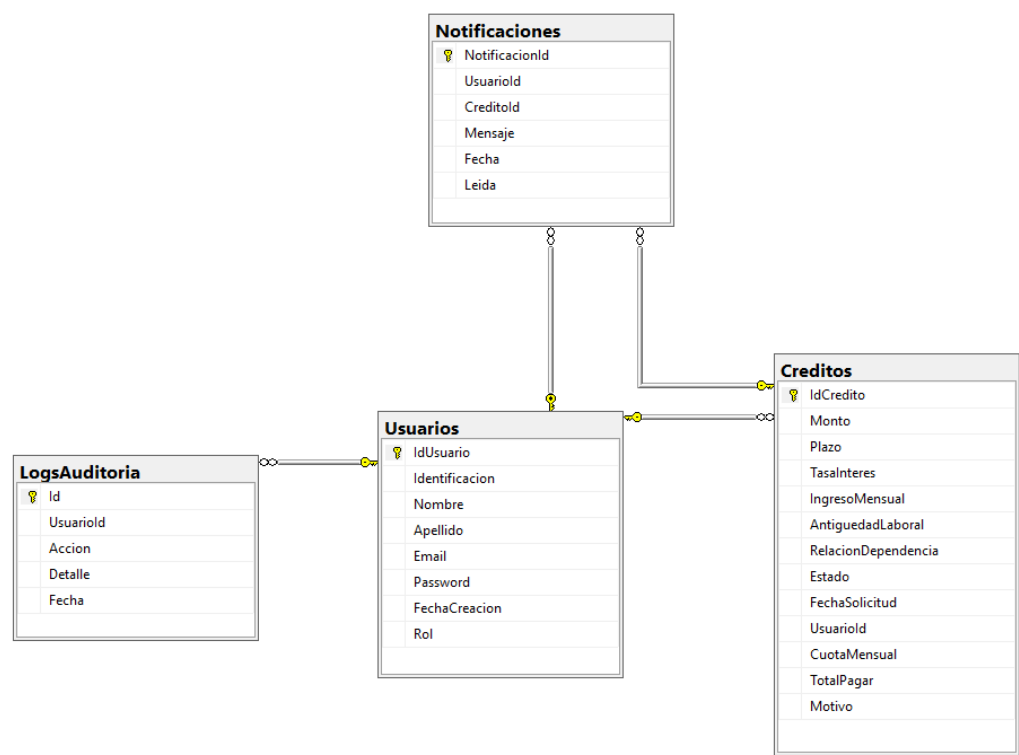 Notificaciones
NotificacionId
UsuarioId
CreditoId
Mensaje
Fecha
Leida
Creditos
IdCredito
Monto
Plazo
TasaInteres
IngresoMensual
AntiguedadLaboral
RelacionDependencia
Estado
FechaSolicitud
UsuarioId
CuotaMensual
TotalPagar
Motivo
Usuarios
IdUsuario
Identificacion
Nombre
Apellido
Email
Password
FechaCreacion
Rol
LogsAuditoria
Id
UsuarioId
Accion
Detalle
Fecha